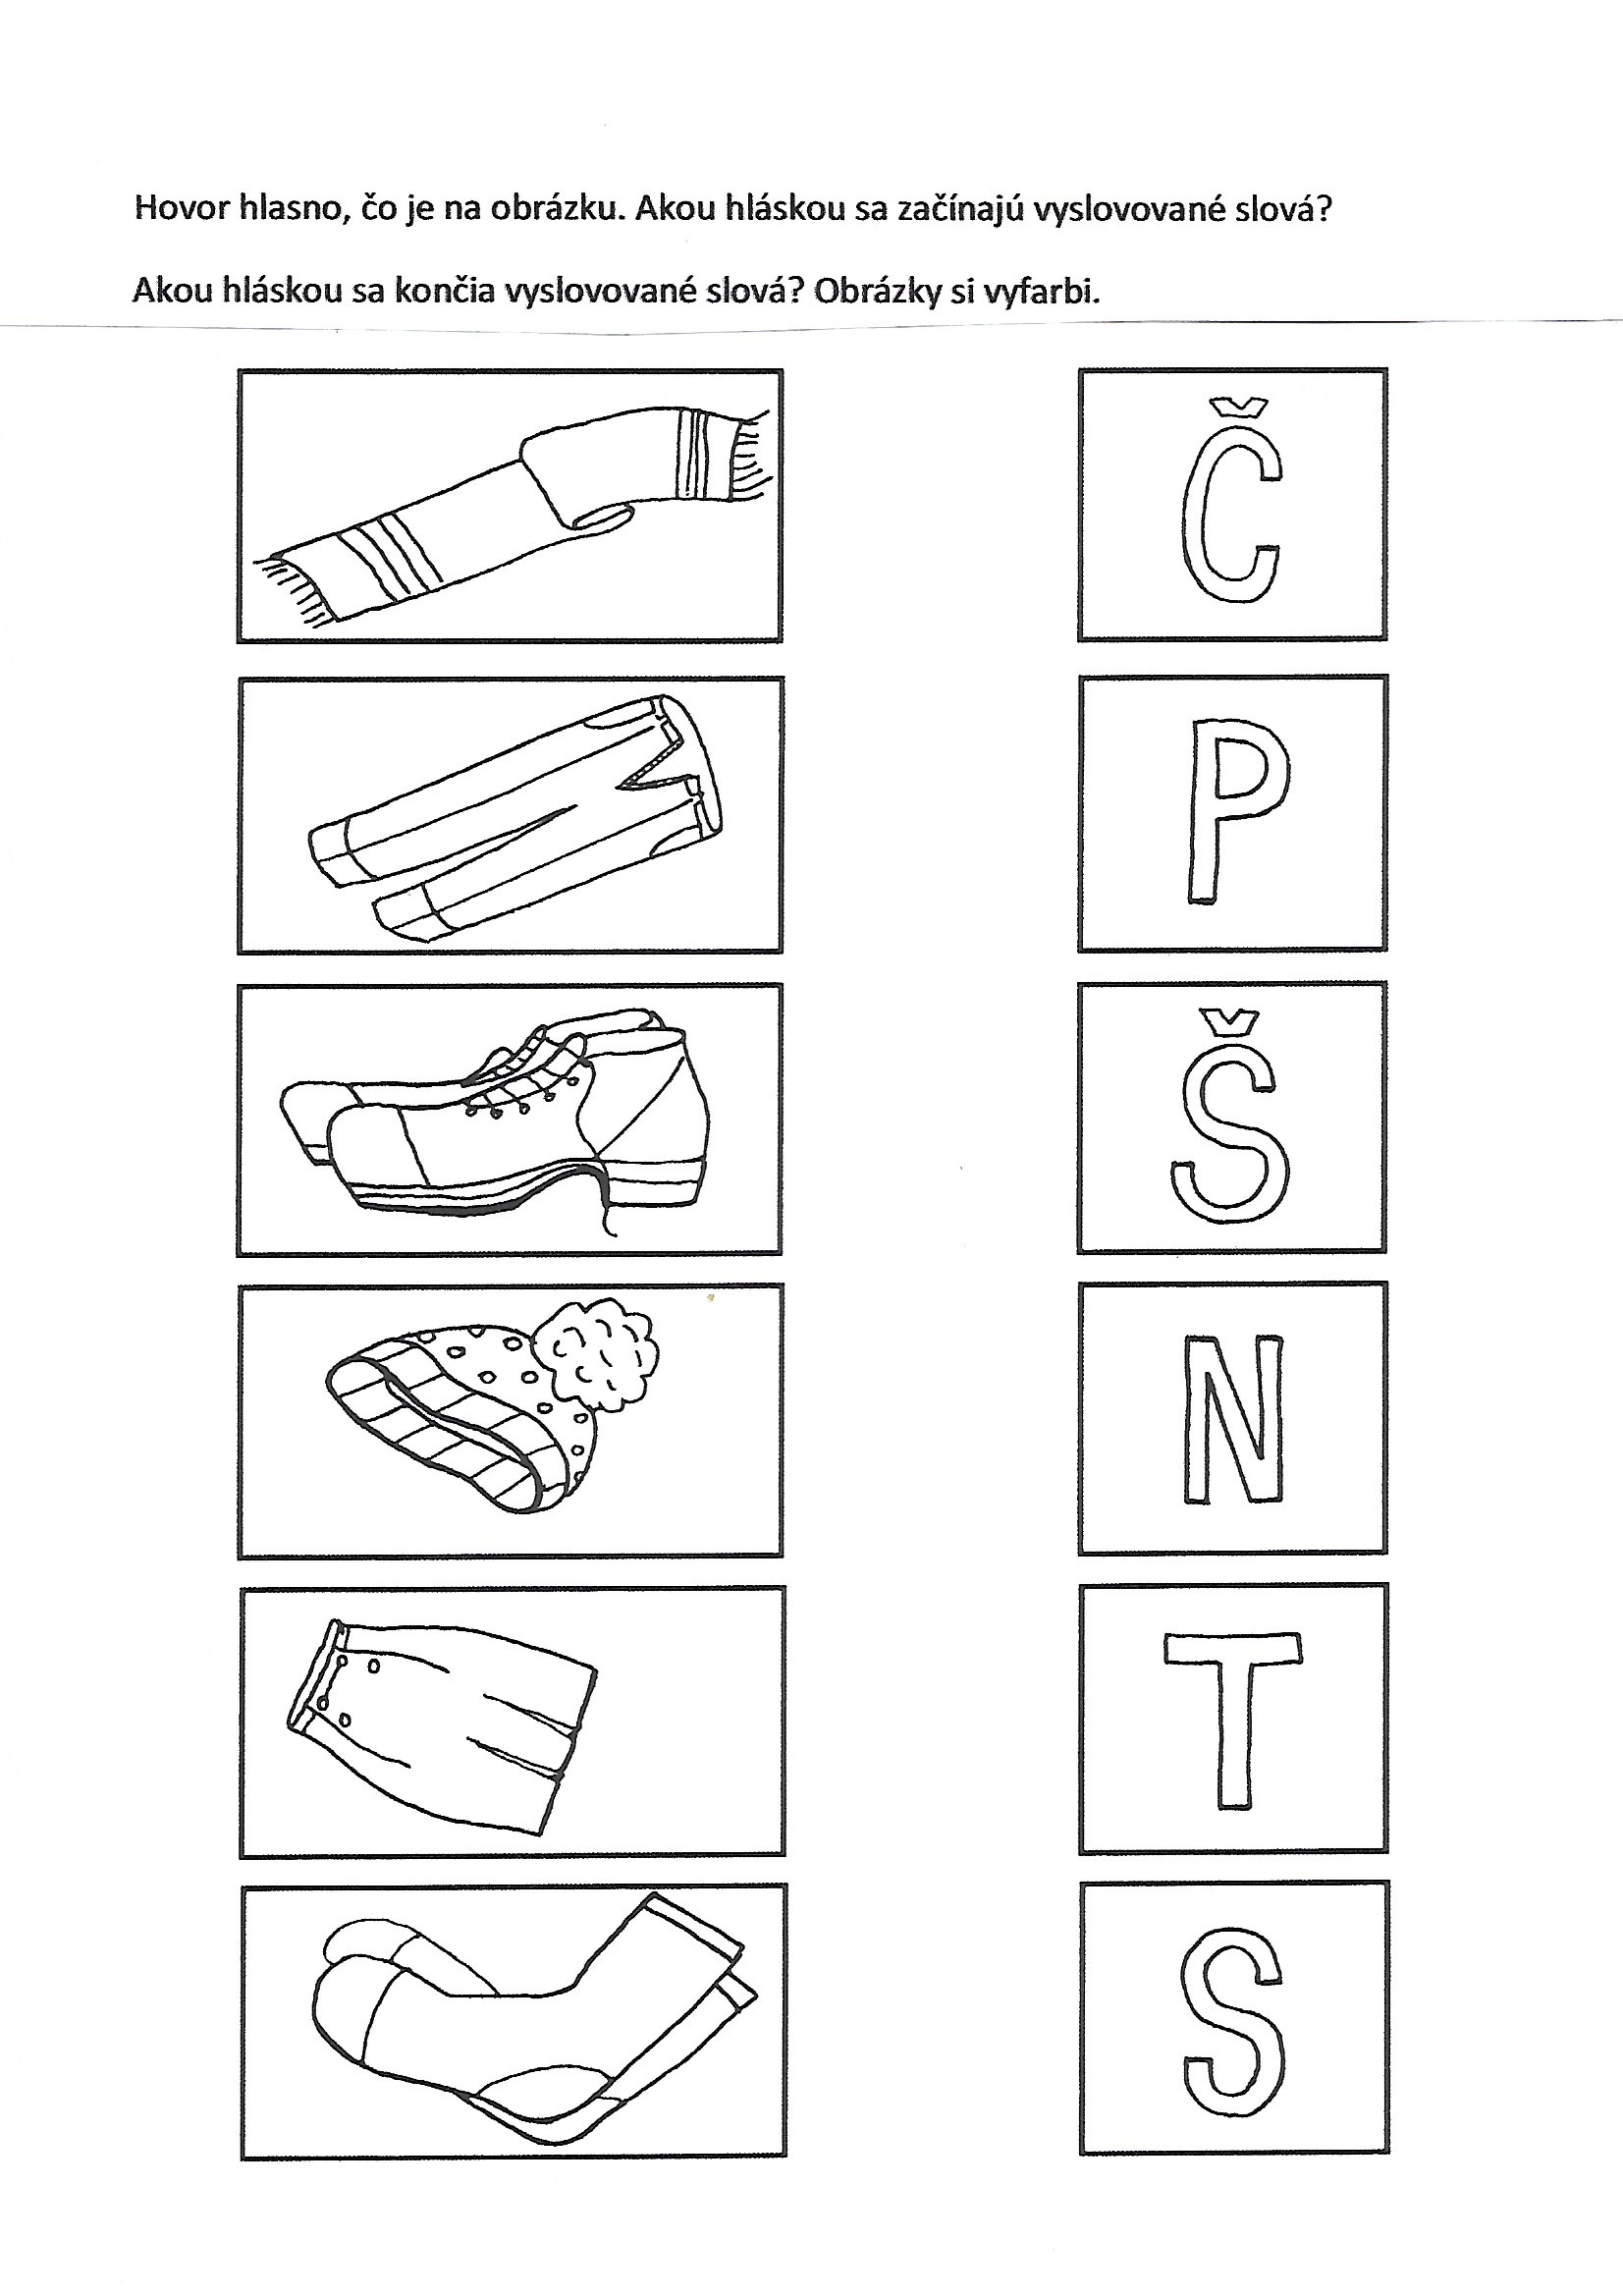 Hovor hlasno, čo je na obrázku. Akou hláskou sa začínajú vyslovované slová?
Akou hláskou sa končia vyslovované slová? Obrázky si vyfarbi.
Č
P
Š
N
T
S